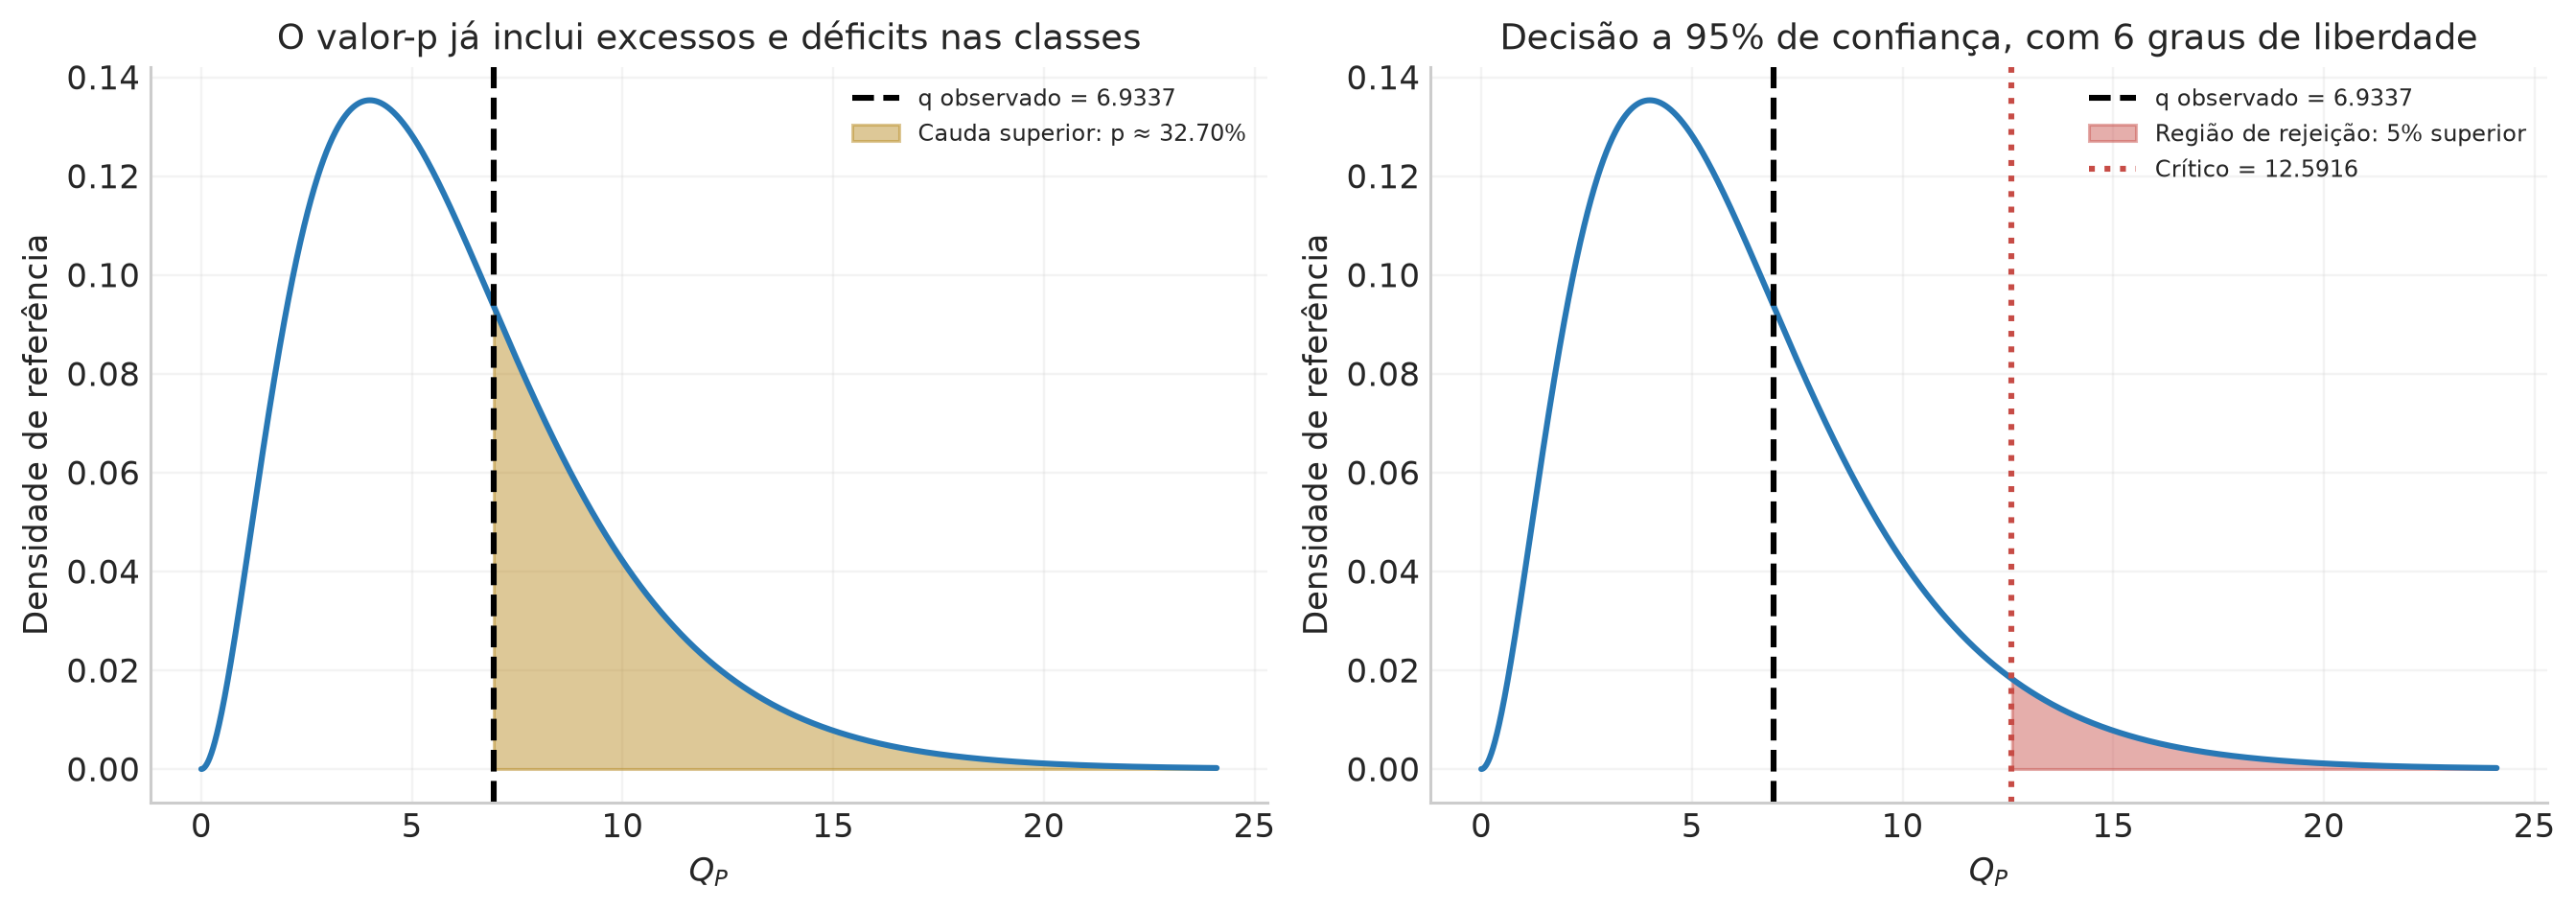 O valor-p já inclui excessos e déficits nas classes
q observado = 6.9337
Cauda superior: p ≈ 32.70%
Densidade de referência
0.14
0.12
0.10
0.08
0.06
0.04
0.02
0.00
0 5 10 15 20 25
Q_P
Decisão a 95% de confiança, com 6 graus de liberdade
q observado = 6.9337
Região de rejeição: 5% superior
Crítico = 12.5916
Densidade de referência
0.14
0.12
0.10
0.08
0.06
0.04
0.02
0.00
0 5 10 15 20 25
Q_P